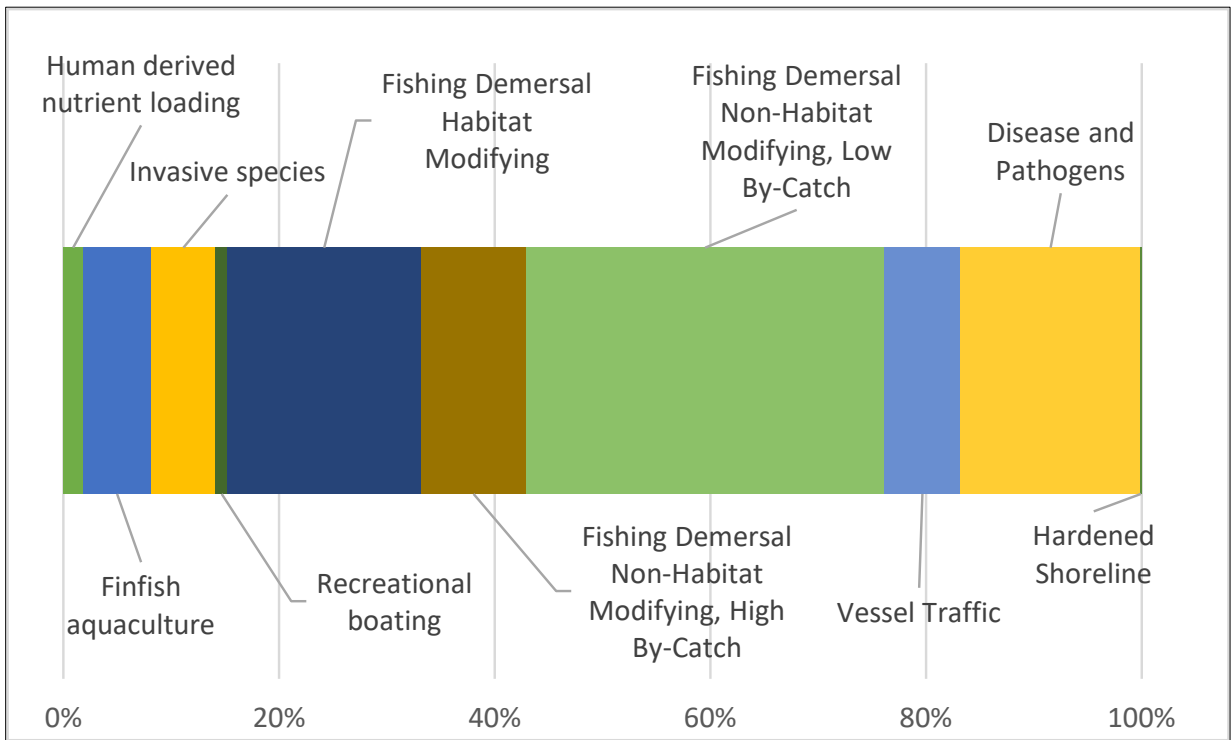 Human derived
nutrient loading
Invasive species
Fishing Demersal
Habitat
Modifying
Fishing Demersal
Non-Habitat
Modifying, Low
By-Catch
Disease and
Pathogens
Finfish
aquaculture
Recreational
boating
Fishing Demersal
Non-Habitat
Modifying, High
By-Catch
Vessel Traffic
Hardened
Shoreline
0%
20%
40%
60%
80%
100%